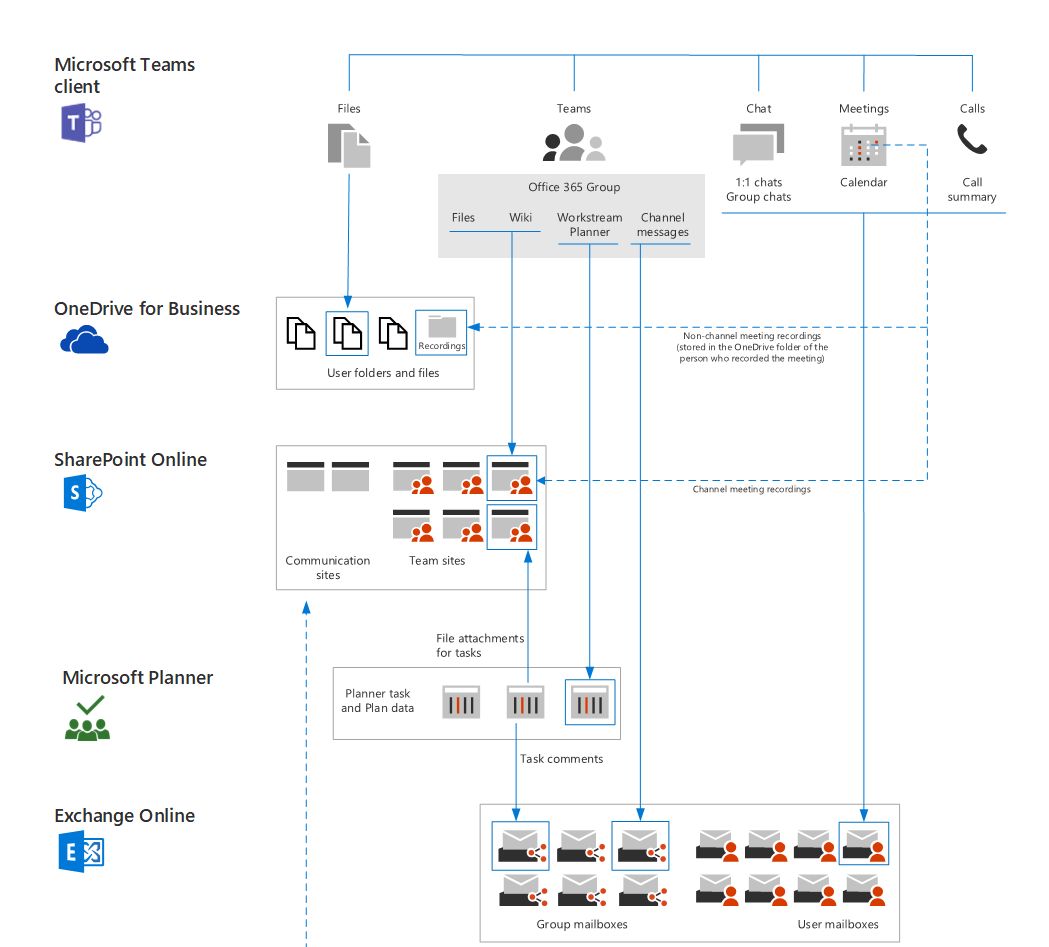 Microsoft Teams
client
T
Files
Teams
Chat
Meetings
Calls
Office 365 Group
1:1 chats
Group chats
Calendar
Call
summary
Files
Wiki
Workstream
Planner
Channel
messages
OneDrive for Business
Recordings
User folders and files
Non-channel meeting recordings
(stored in the OneDrive folder of the
person who recorded the meeting)
SharePoint Online
S
Channel meeting recordings
Communication
sites
Team sites
File attachments
for tasks
Microsoft Planner
Planner task
and Plan data
Task comments
Exchange Online
E
Group mailboxes
User mailboxes